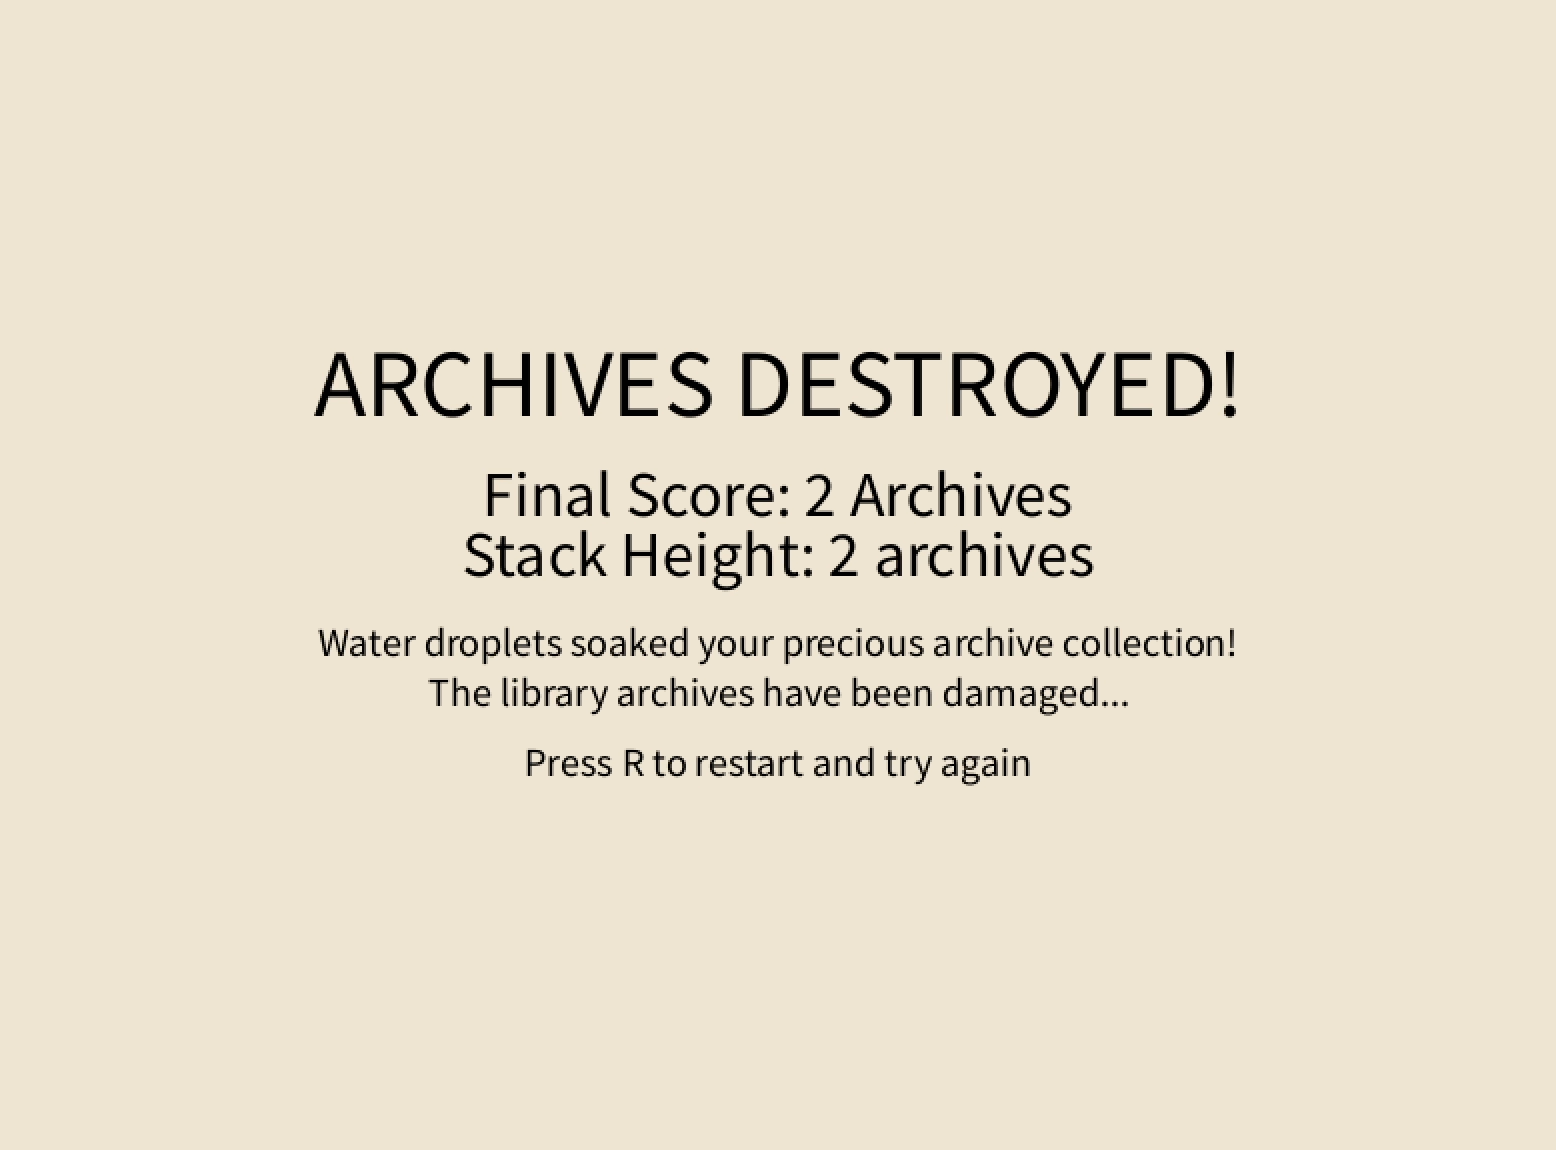 ARCHIVES DESTROYED!
Final Score: 2 Archives
Stack Height: 2 archives
Water droplets soaked your precious archive collection!
The library archives have been damaged...
Press R to restart and try again